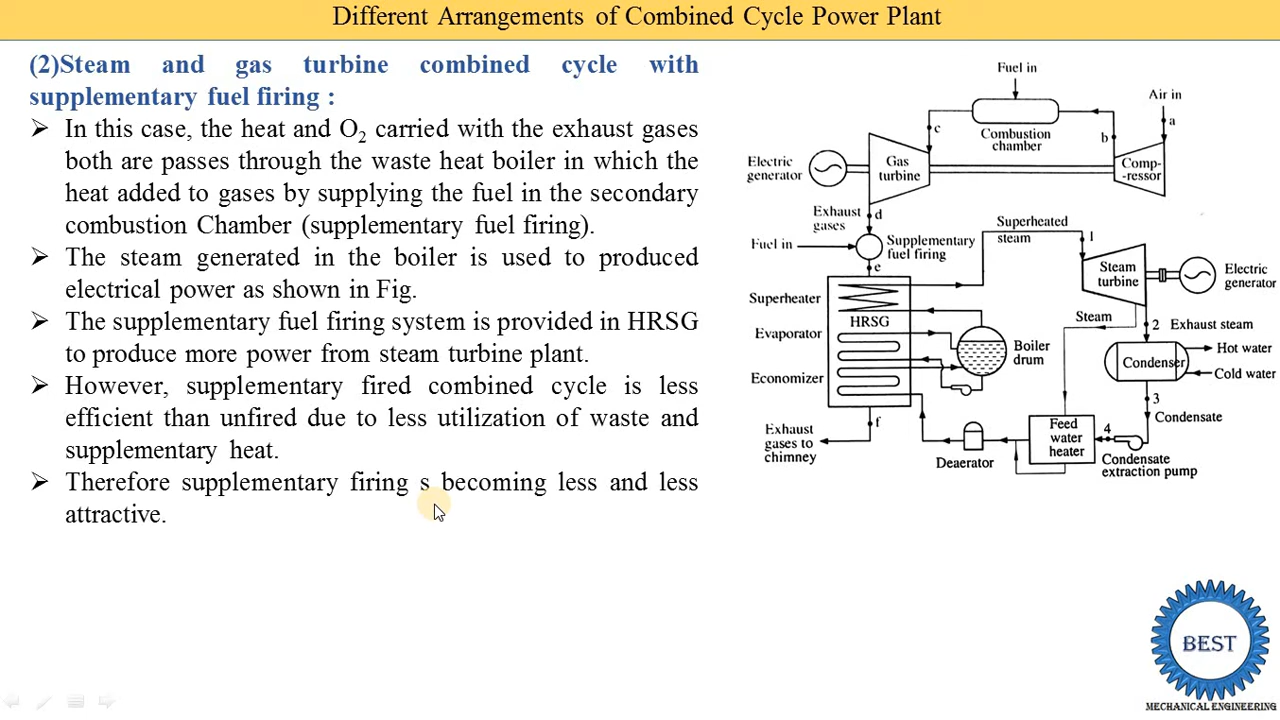 Different Arrangements of Combined Cycle Power Plant
(2)Steam and gas turbine combined cycle with
supplementary fuel firing :
➢ In this case, the heat and O₂ carried with the exhaust gases
both are passes through the waste heat boiler in which the
heat added to gases by supplying the fuel in the secondary
combustion Chamber (supplementary fuel firing).
➢ The steam generated in the boiler is used to produced
electrical power as shown in Fig.
➢ The supplementary fuel firing system is provided in HRSG
to produce more power from steam turbine plant.
➢ However, supplementary fired combined cycle is less
efficient than unfired due to less utilization of waste and
supplementary heat.
➢ Therefore supplementary firing s becoming less and less
attractive.
Fuel in
Air in
a
c
b
Combustion
chamber
Electric
generator
Gas
turbine
Comp-
-ressor
Exhaust
gases
d
Fuel in
Supplementary
fuel firing
e
Superheated
steam
1
Steam
turbine
Electric
generator
Superheater
HRSG
Evaporator
Economizer
Boiler
drum
Steam
2
Exhaust steam
Hot water
Condenser
Cold water
3
Condensate
f
Exhaust
gases to
chimney
Deaerator
Feed
water
heater
4
Condensate
extraction pump
BEST
MECHANICAL ENGINEERING